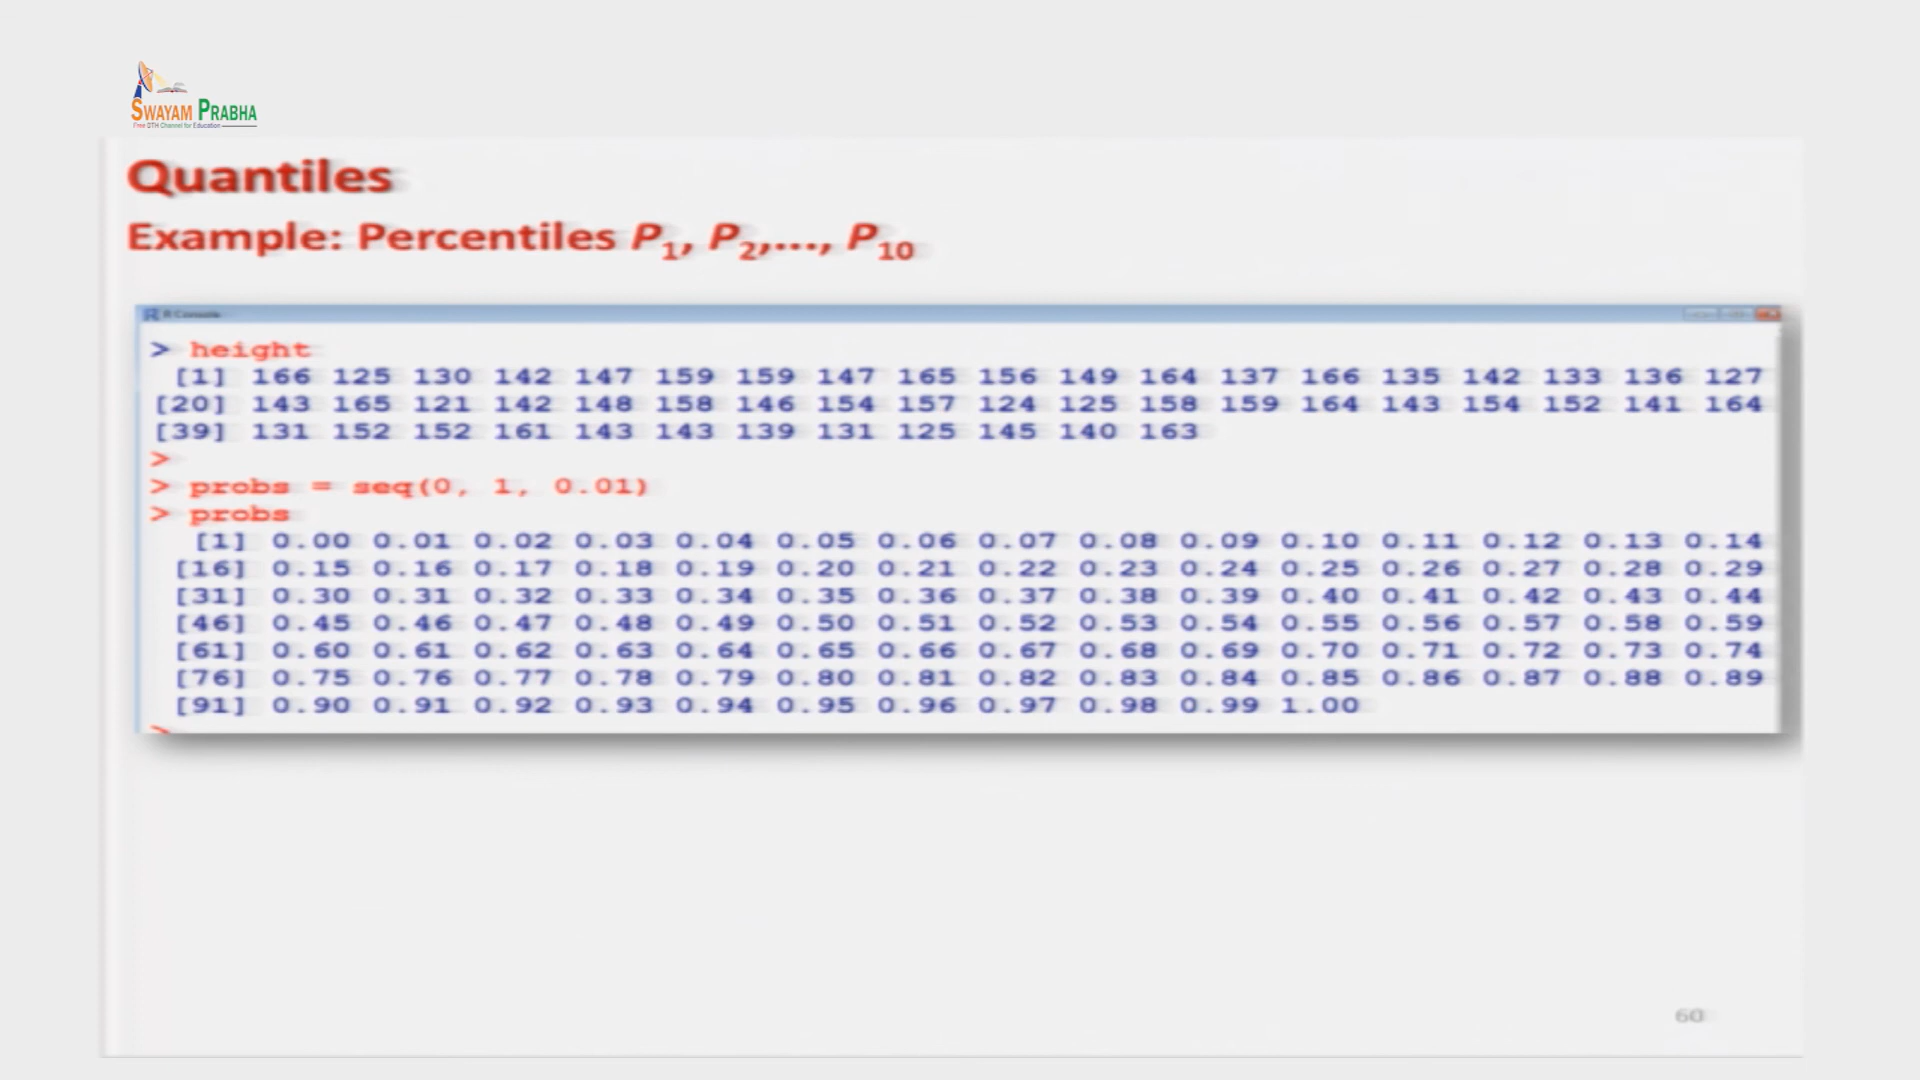 SWAYAM PRABHA
Free DTH Channel for Education
Quantiles
Example: Percentiles P1, P2,..., P10
R Console
> height
[1] 166 125 130 142 147 159 159 147 165 156 149 164 137 166 135 142 133 136 127
[20] 143 165 121 142 148 158 146 154 157 124 125 158 159 164 143 154 152 141 164
[39] 131 152 152 161 143 143 139 131 125 145 140 163
>
> probs = seq(0, 1, 0.01)
> probs
[1] 0.00 0.01 0.02 0.03 0.04 0.05 0.06 0.07 0.08 0.09 0.10 0.11 0.12 0.13 0.14
[16] 0.15 0.16 0.17 0.18 0.19 0.20 0.21 0.22 0.23 0.24 0.25 0.26 0.27 0.28 0.29
[31] 0.30 0.31 0.32 0.33 0.34 0.35 0.36 0.37 0.38 0.39 0.40 0.41 0.42 0.43 0.44
[46] 0.45 0.46 0.47 0.48 0.49 0.50 0.51 0.52 0.53 0.54 0.55 0.56 0.57 0.58 0.59
[61] 0.60 0.61 0.62 0.63 0.64 0.65 0.66 0.67 0.68 0.69 0.70 0.71 0.72 0.73 0.74
[76] 0.75 0.76 0.77 0.78 0.79 0.80 0.81 0.82 0.83 0.84 0.85 0.86 0.87 0.88 0.89
[91] 0.90 0.91 0.92 0.93 0.94 0.95 0.96 0.97 0.98 0.99 1.00
>
60